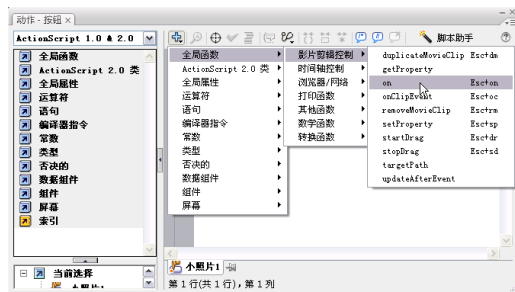 动作 - 按钮 ×
ActionScript 1.0 & 2.0
脚本助手
全局函数
ActionScript 2.0 类
全局属性
运算符
语句
编译器指令
常数
类型
否决的
数据组件
组件
屏幕
索引
当前选择
全局函数
ActionScript 2.0 类
全局属性
运算符
语句
编译器指令
常数
类型
否决的
数据组件
组件
屏幕
影片剪辑控制
时间轴控制
浏览器/网络
打印函数
其他函数
数学函数
转换函数
duplicateMovieClip Esc+dm
getProperty
on Esc+on
onClipEvent Esc+oc
removeMovieClip Esc+rm
setProperty Esc+sp
startDrag Esc+dr
stopDrag Esc+sd
targetPath
updateAfterEvent
小照片1
第 1 行(共 1 行), 第 1 列